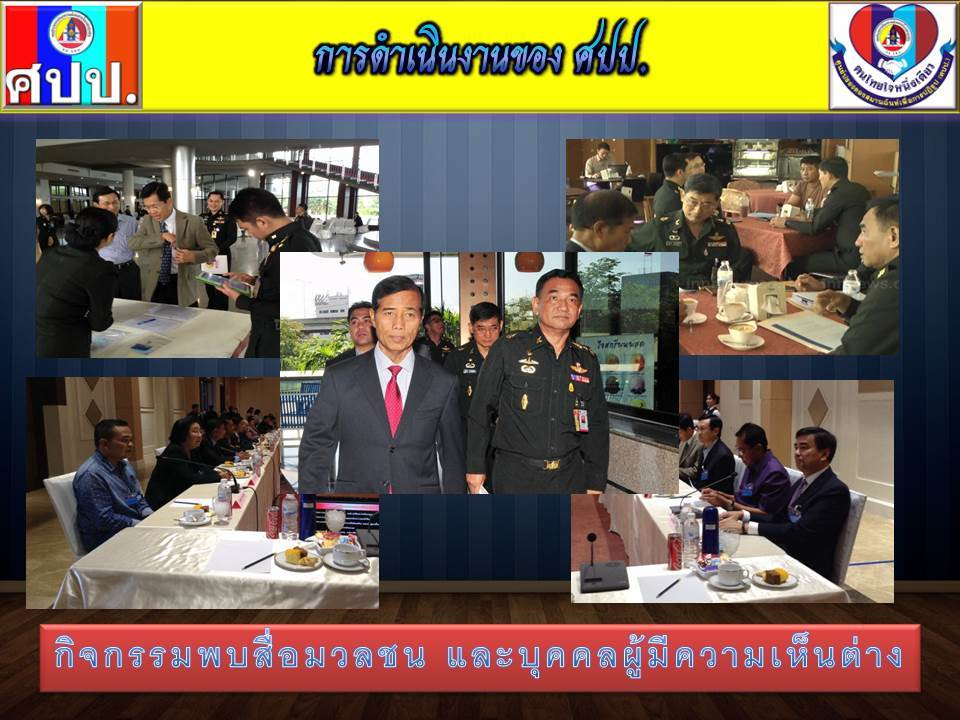 การดำเนินงานของ ศปป.
ศปป.
คนไทยใจหนึ่งเดียว
กิจกรรมพบสื่อมวลชน และบุคคลผู้มีความเห็นต่าง